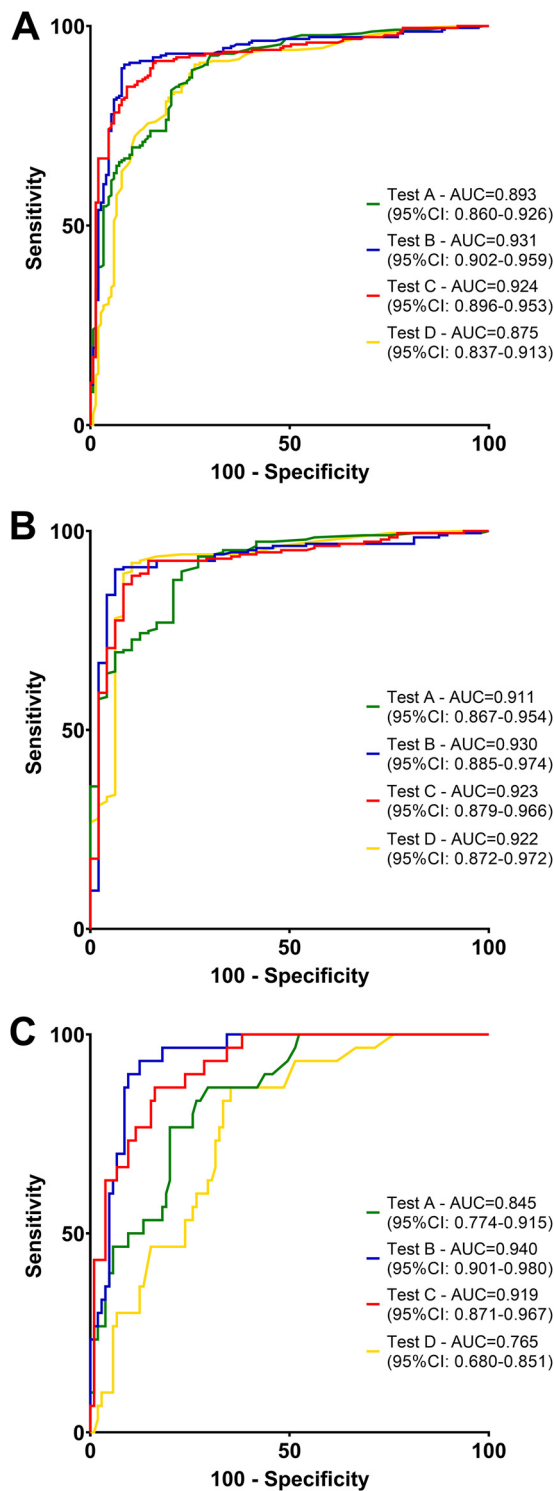 A
100
50
0
Sensitivity
Test A - AUC=0.893
(95%CI: 0.860-0.926)
Test B - AUC=0.931
(95%CI: 0.902-0.959)
Test C - AUC=0.924
(95%CI: 0.896-0.953)
Test D - AUC=0.875
(95%CI: 0.837-0.913)
0 50 100
100 - Specificity
B
100
50
0
Sensitivity
Test A - AUC=0.911
(95%CI: 0.867-0.954)
Test B - AUC=0.930
(95%CI: 0.885-0.974)
Test C - AUC=0.923
(95%CI: 0.879-0.966)
Test D - AUC=0.922
(95%CI: 0.872-0.972)
0 50 100
100 - Specificity
C
100
50
0
Sensitivity
Test A - AUC=0.845
(95%CI: 0.774-0.915)
Test B - AUC=0.940
(95%CI: 0.901-0.980)
Test C - AUC=0.919
(95%CI: 0.871-0.967)
Test D - AUC=0.765
(95%CI: 0.680-0.851)
0 50 100
100 - Specificity